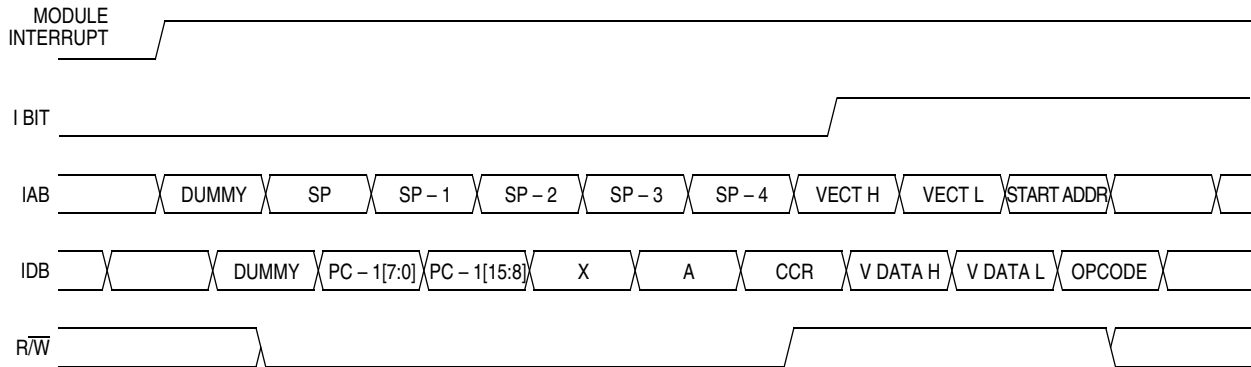 MODULE
INTERRUPT
I BIT
IAB DUMMY SP SP – 1 SP – 2 SP – 3 SP – 4 VECT H VECT L START ADDR
IDB DUMMY PC – 1[7:0] PC – 1[15:8] X A CCR V DATA H V DATA L OPCODE
R/W̅